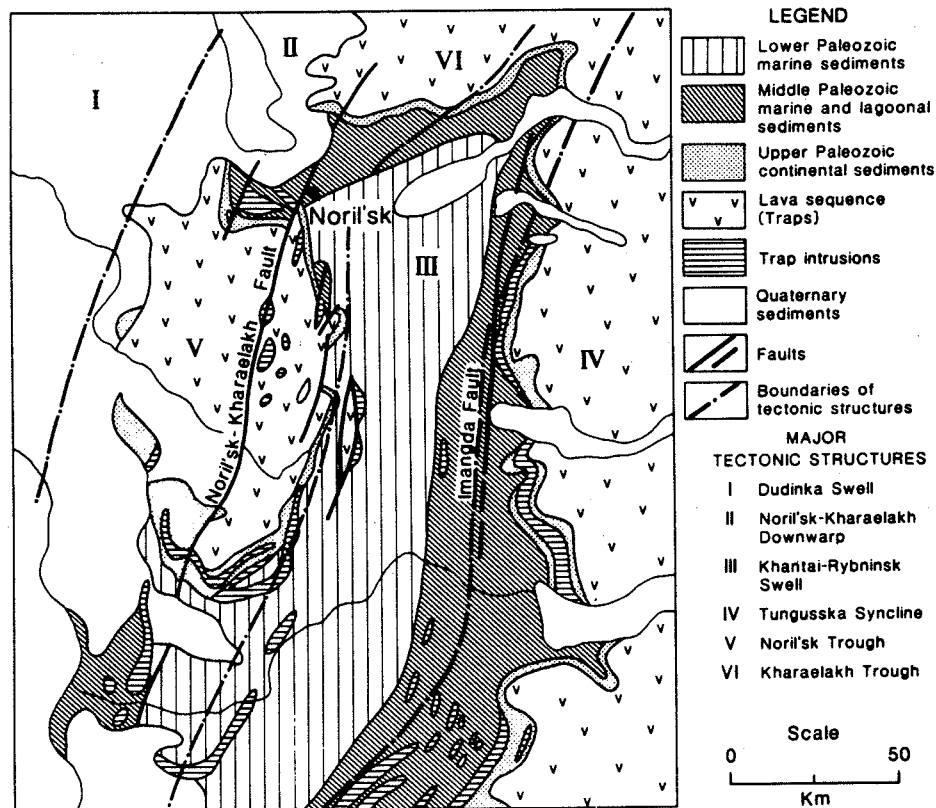 I
II
VI
Noril'sk
III
V
IV
Noril'sk-Kharaelakh Fault
Imangda Fault
LEGEND
Lower Paleozoic
marine sediments
Middle Paleozoic
marine and lagoonal
sediments
Upper Paleozoic
continental sediments
Lava sequence
(Traps)
Trap intrusions
Quaternary
sediments
Faults
Boundaries of
tectonic structures
MAJOR
TECTONIC STRUCTURES
I Dudinka Swell
II Noril'sk-Kharaelakh
Downwarp
III Khantai-Rybninsk
Swell
IV Tungusska Syncline
V Noril'sk Trough
VI Kharaelakh Trough
Scale
0 50
Km